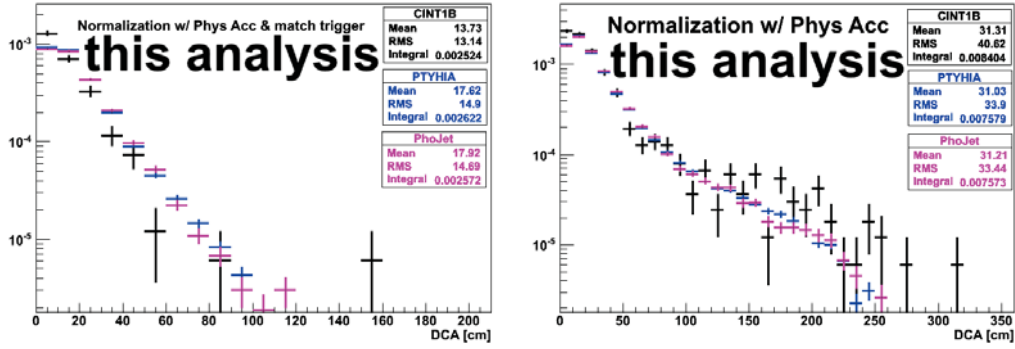 Normalization w/ Phys Acc & match trigger
this analysis
CINT1B
Mean 13.73
RMS 13.14
Integral 0.002524
PTYHIA
Mean 17.62
RMS 14.9
Integral 0.002622
PhoJet
Mean 17.92
RMS 14.69
Integral 0.002572
10-3
10-4
10-5
0 20 40 60 80 100 120 140 160 180 200
DCA [cm]
Normalization w/ Phys Acc
this analysis
CINT1B
Mean 31.31
RMS 40.62
Integral 0.008404
PTYHIA
Mean 31.03
RMS 33.9
Integral 0.007579
PhoJet
Mean 31.21
RMS 33.44
Integral 0.007573
10-3
10-4
10-5
0 50 100 150 200 250 300 350
DCA [cm]